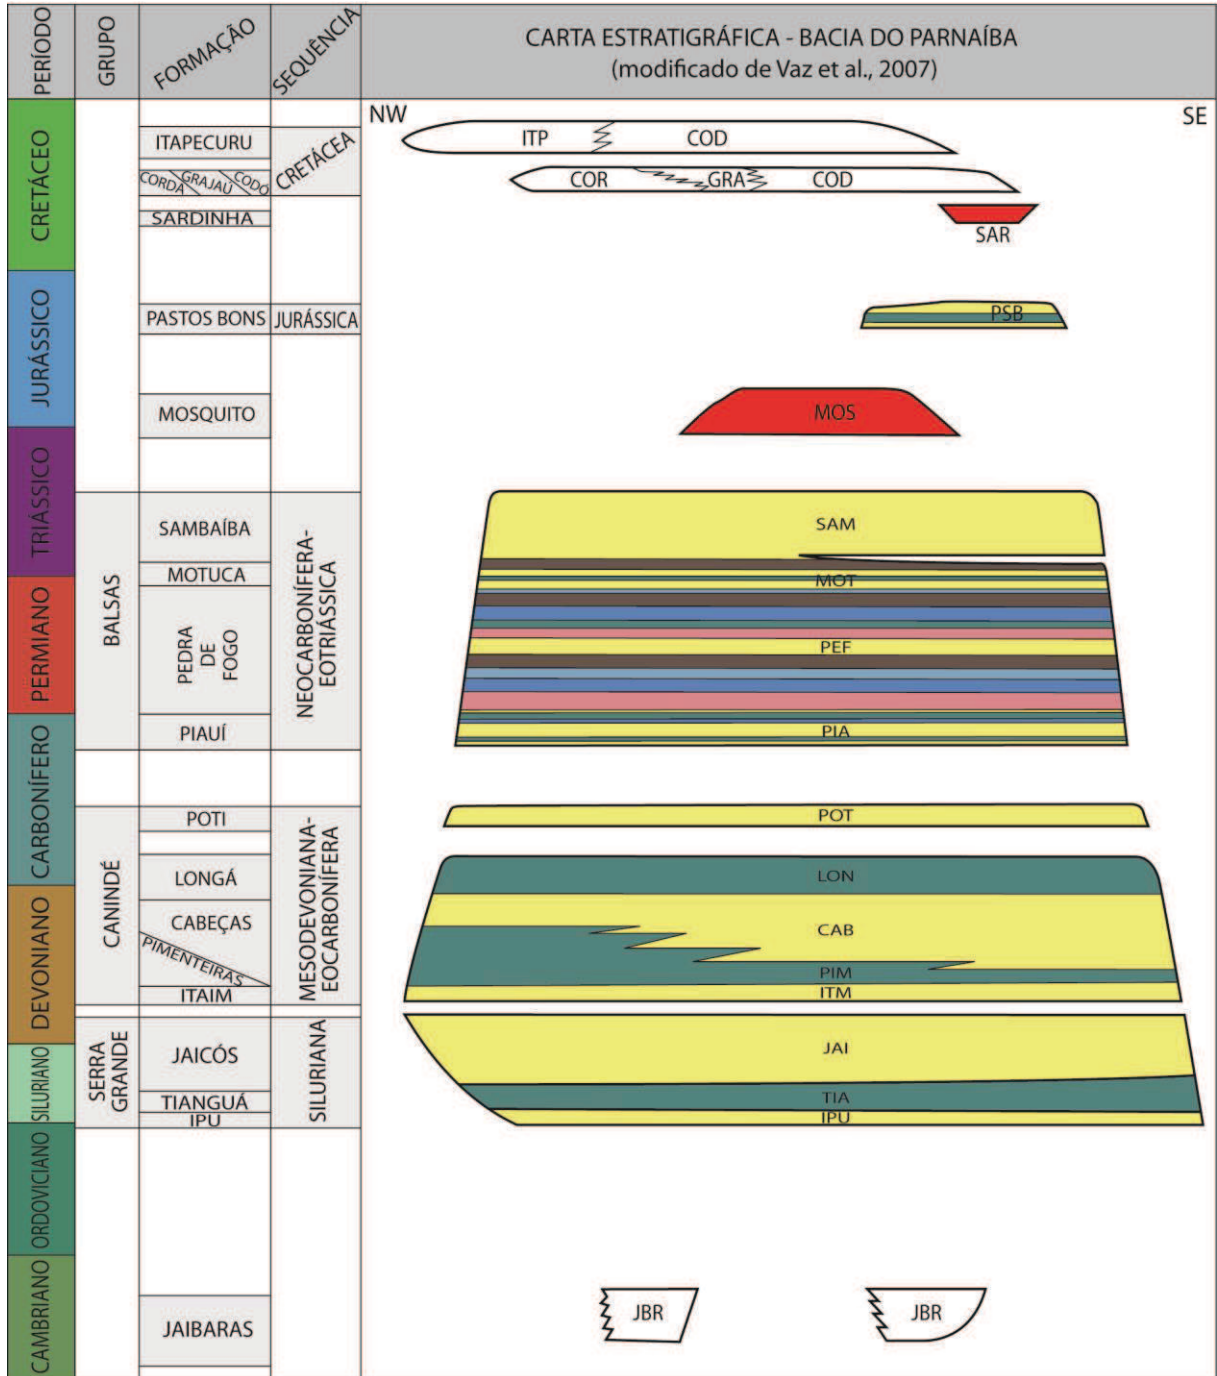 PERÍODO
GRUPO
FORMAÇÃO
SEQUÊNCIA
CARTA ESTRATIGRÁFICA - BACIA DO PARNAÍBA
(modificado de Vaz et al., 2007)
NW
SE
CRETÁCEO
ITAPECURU
CRETÁCEA
ITP
COD
CORDA
GRAJAÚ
CODÓ
COR
GRA
COD
SARDINHA
SAR
JURÁSSICO
PASTOS BONS
JURÁSSICA
PSB
MOSQUITO
MOS
TRIÁSSICO
BALSAS
SAMBAÍBA
NEOCARBONÍFERA-
EOTRIÁSSICA
SAM
MOTUCA
MOT
PERMIANO
PEDRA
DE
FOGO
PEF
PIAUÍ
PIA
CARBONÍFERO
CANINDÉ
POTI
MESODEVONIANA-
EOCARBONÍFERA
POT
LONGÁ
LON
DEVONIANO
CABEÇAS
CAB
PIMENTEIRAS
PIM
ITAIM
ITM
SILURIANO
SERRA
GRANDE
JAICÓS
SILURIANA
JAI
TIANGUÁ
TIA
IPU
IPU
ORDOVICIANO
CAMBRIANO
JAIBARAS
JBR
JBR